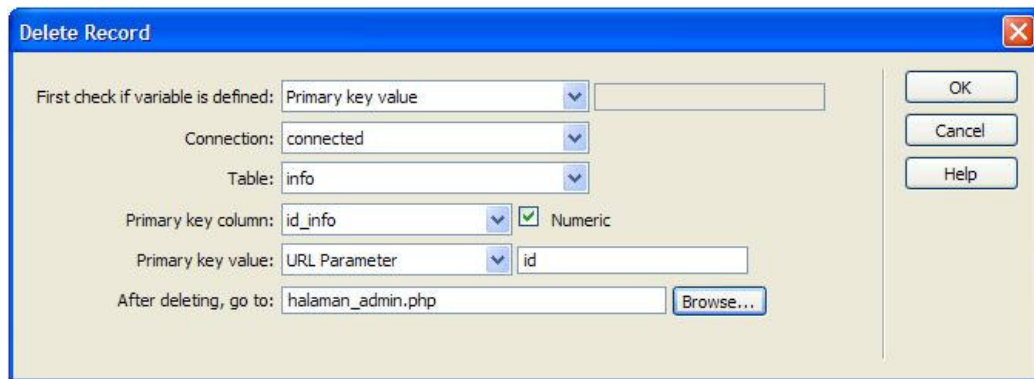 Delete Record
First check if variable is defined: Primary key value
OK
Connection: connected
Cancel
Table: info
Help
Primary key column: id_info Numeric
Primary key value: URL Parameter id
After deleting, go to: halaman_admin.php Browse...